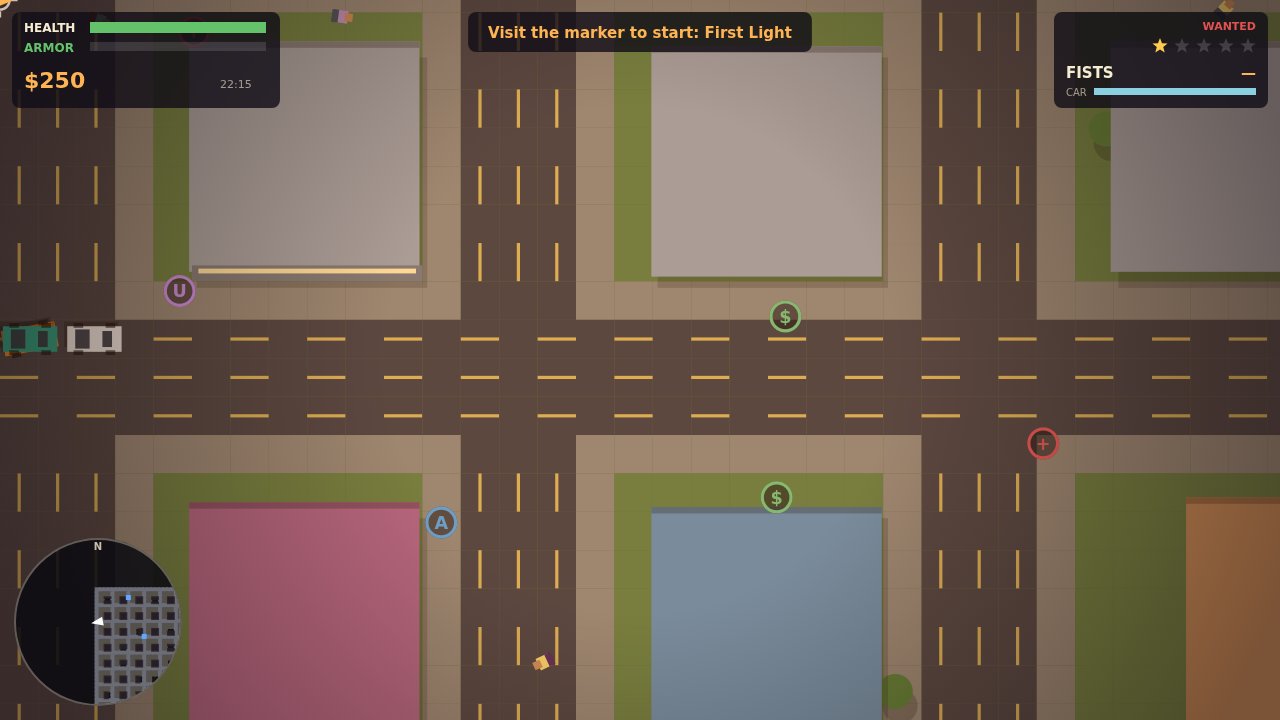 HEALTH
ARMOR
$250
22:15
Visit the marker to start: First Light
WANTED
FISTS —
CAR
U
$
+
$
A
N